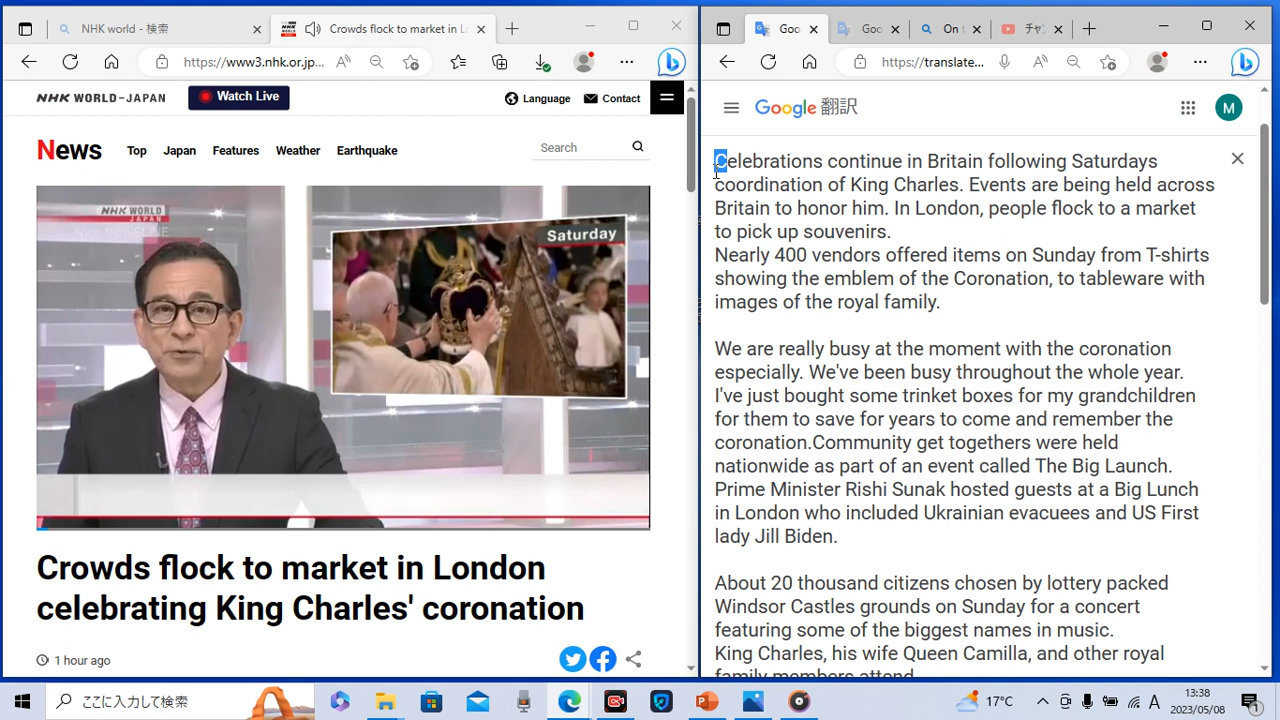 NHK world - 検索
Crowds flock to market in Lo
https://www3.nhk.or.jp...
NHK WORLD-JAPAN
Watch Live
Language
Contact
News
Top
Japan
Features
Weather
Earthquake
Search
NHK WORLD
JAPAN
Saturday
Crowds flock to market in London
celebrating King Charles' coronation
1 hour ago
Goo
Goo
On t
チャン
https://translate...
Google 翻訳
M
Celebrations continue in Britain following Saturdays
coordination of King Charles. Events are being held across
Britain to honor him. In London, people flock to a market
to pick up souvenirs.
Nearly 400 vendors offered items on Sunday from T-shirts
showing the emblem of the Coronation, to tableware with
images of the royal family.
We are really busy at the moment with the coronation
especially. We've been busy throughout the whole year.
I've just bought some trinket boxes for my grandchildren
for them to save for years to come and remember the
coronation.Community get togethers were held
nationwide as part of an event called The Big Launch.
Prime Minister Rishi Sunak hosted guests at a Big Lunch
in London who included Ukrainian evacuees and US First
lady Jill Biden.
About 20 thousand citizens chosen by lottery packed
Windsor Castles grounds on Sunday for a concert
featuring some of the biggest names in music.
King Charles, his wife Queen Camilla, and other royal
family members attend
ここに入力して検索
17°C
A
13:38
2023/05/08